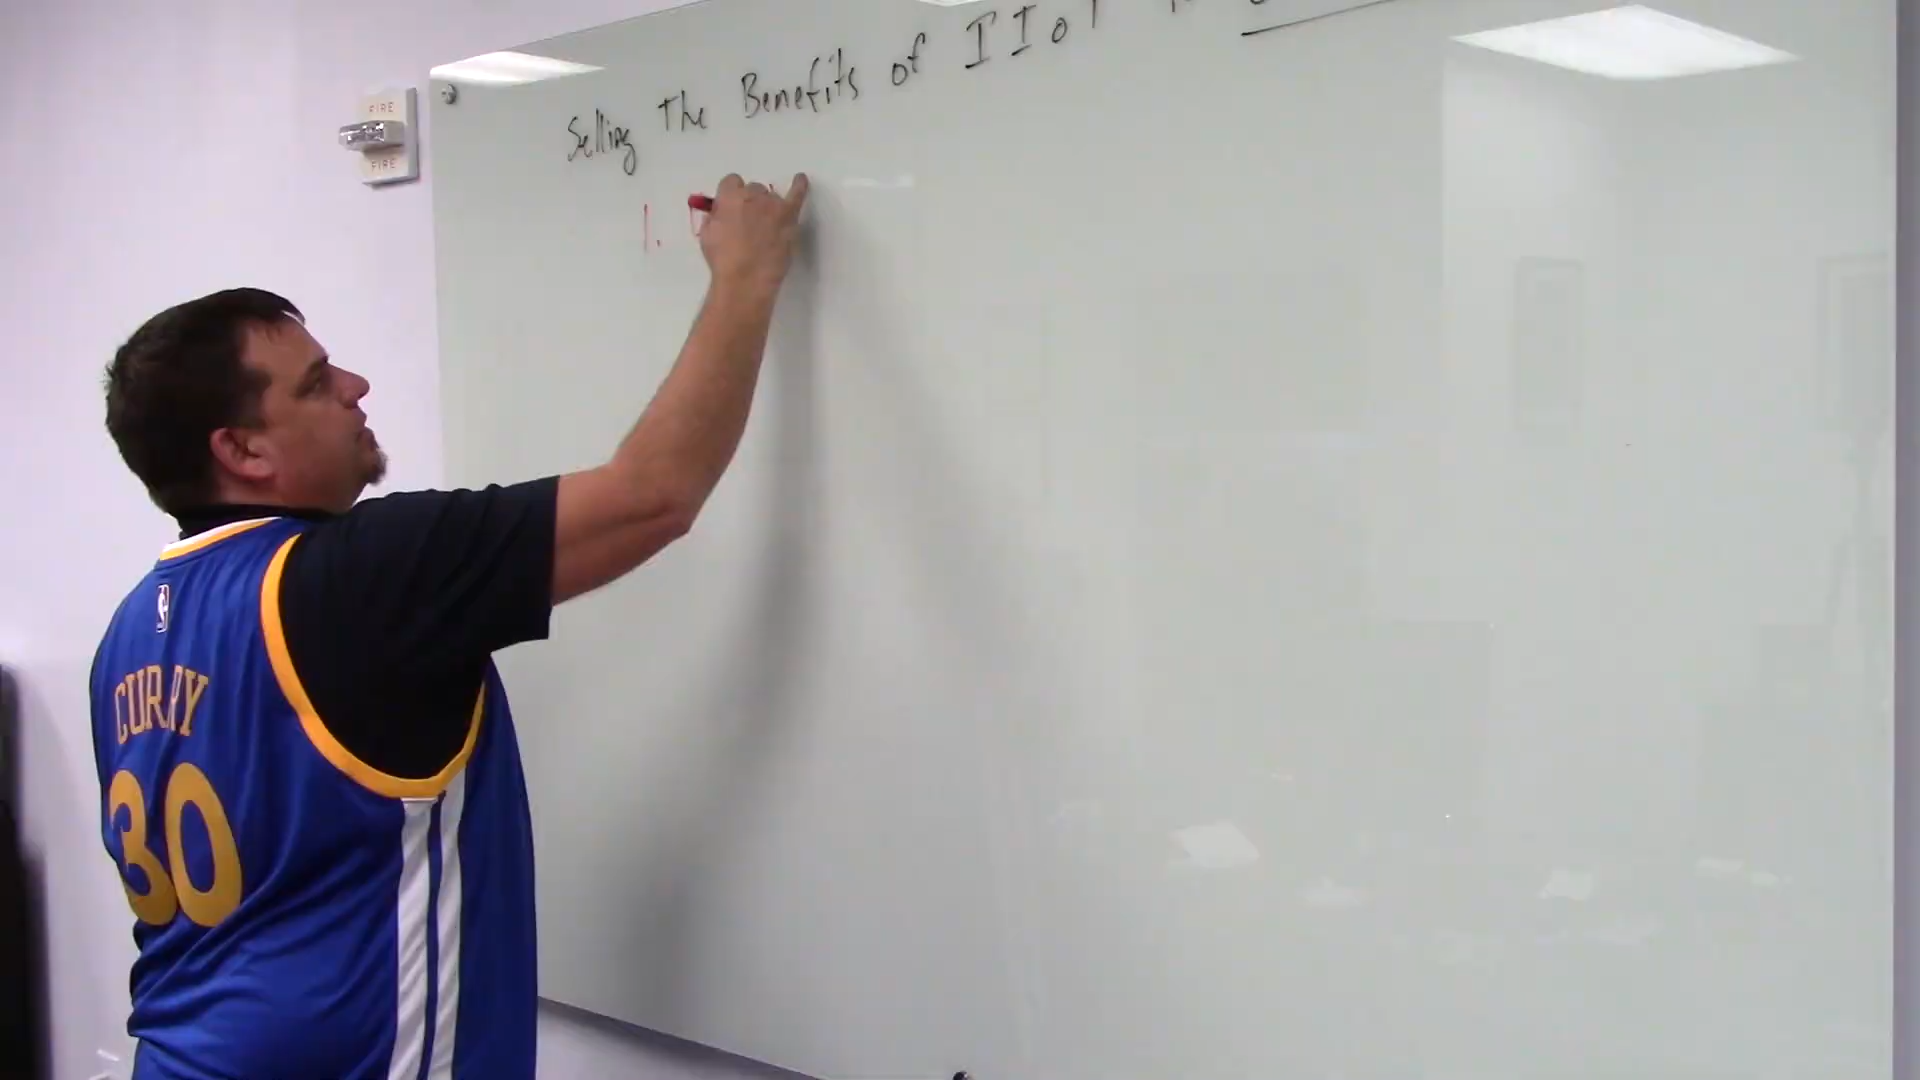 FIRE
FIRE
Selling The Benefits of IIoT
1.
CURRY
30